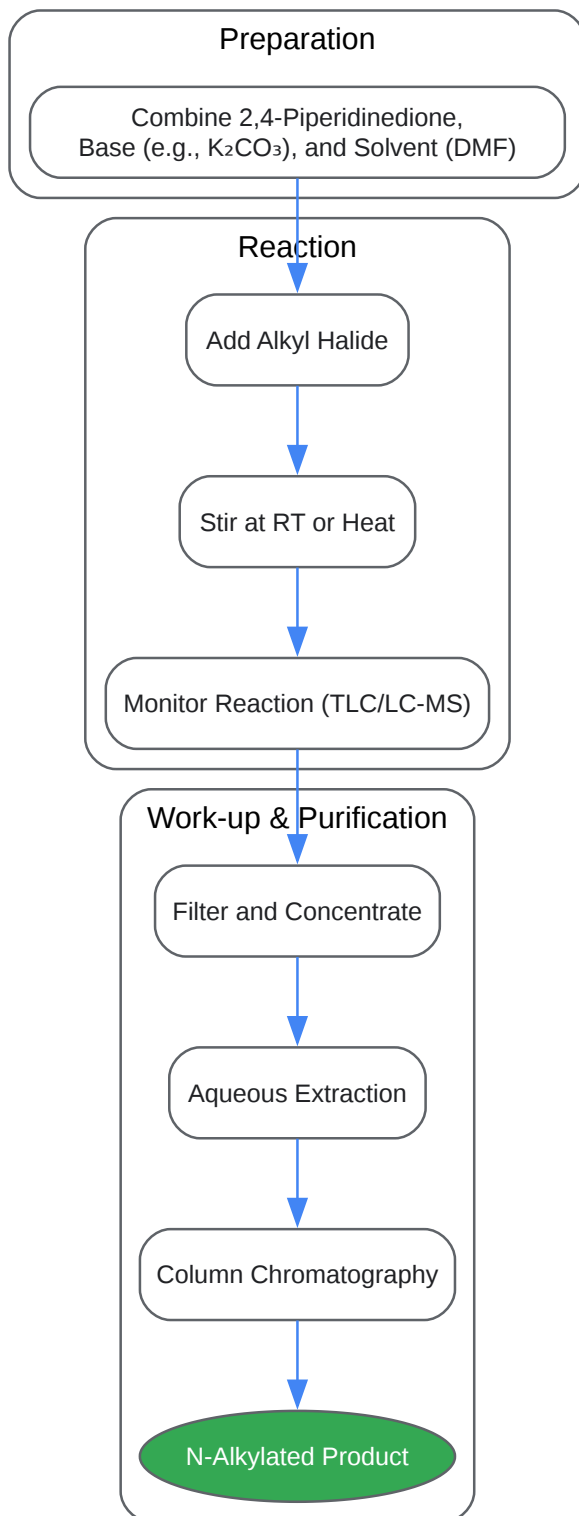 Preparation
Combine 2,4-Piperidinedione,
Base (e.g., K₂CO₃), and Solvent (DMF)
Reaction
Add Alkyl Halide
Stir at RT or Heat
Monitor Reaction (TLC/LC-MS)
Work-up & Purification
Filter and Concentrate
Aqueous Extraction
Column Chromatography
N-Alkylated Product